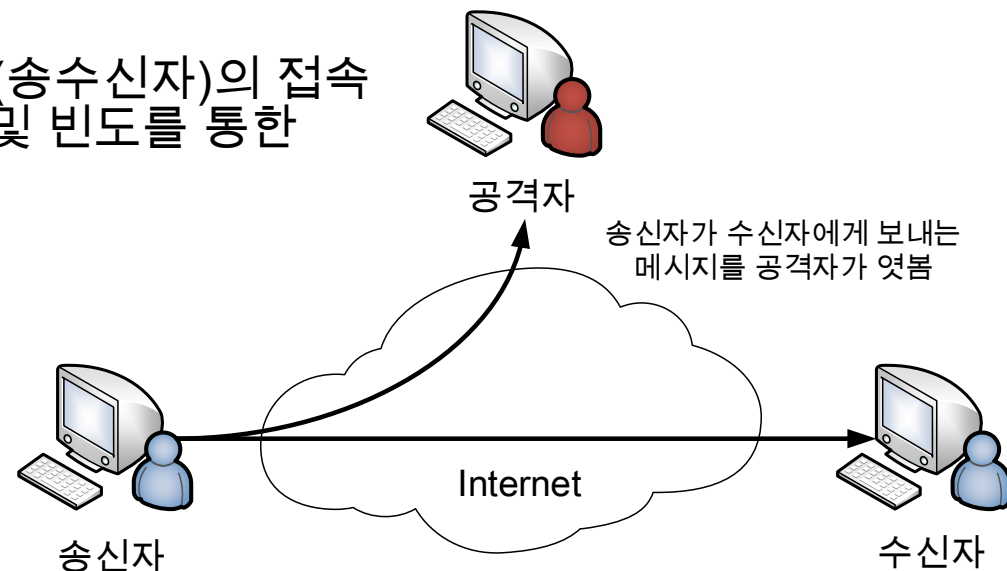 (송수신자)의 접속
및 빈도를 통한
공격자
송신자가 수신자에게 보내는
메시지를 공격자가 엿봄
Internet
송신자
수신자